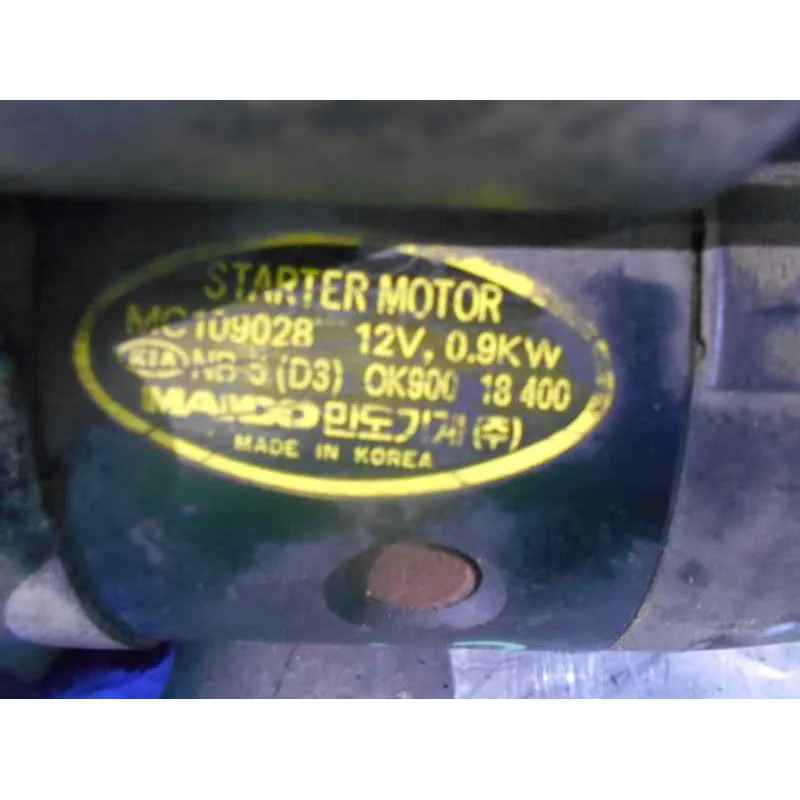 STARTER MOTOR
MC109028 12V, 0.9KW
KIA NB-5 (D3) OK900 18 400
MANDO 만도기계 (주)
MADE IN KOREA